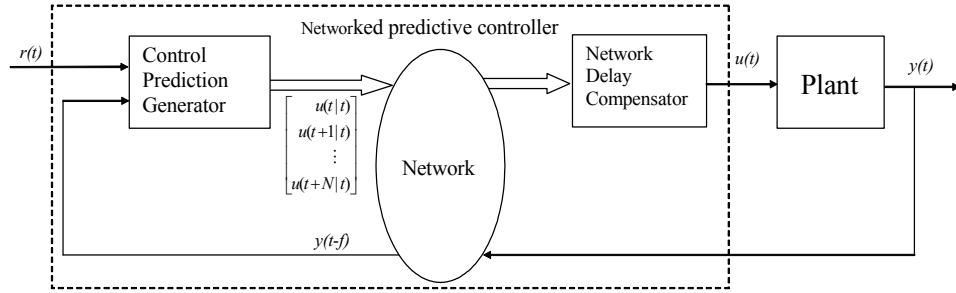 Networked predictive controller
r(t)
Control
Prediction
Generator
u(t|t)
u(t+1|t)
⋮
u(t+N|t)
Network
Network
Delay
Compensator
u(t)
Plant
y(t)
y(t-f)